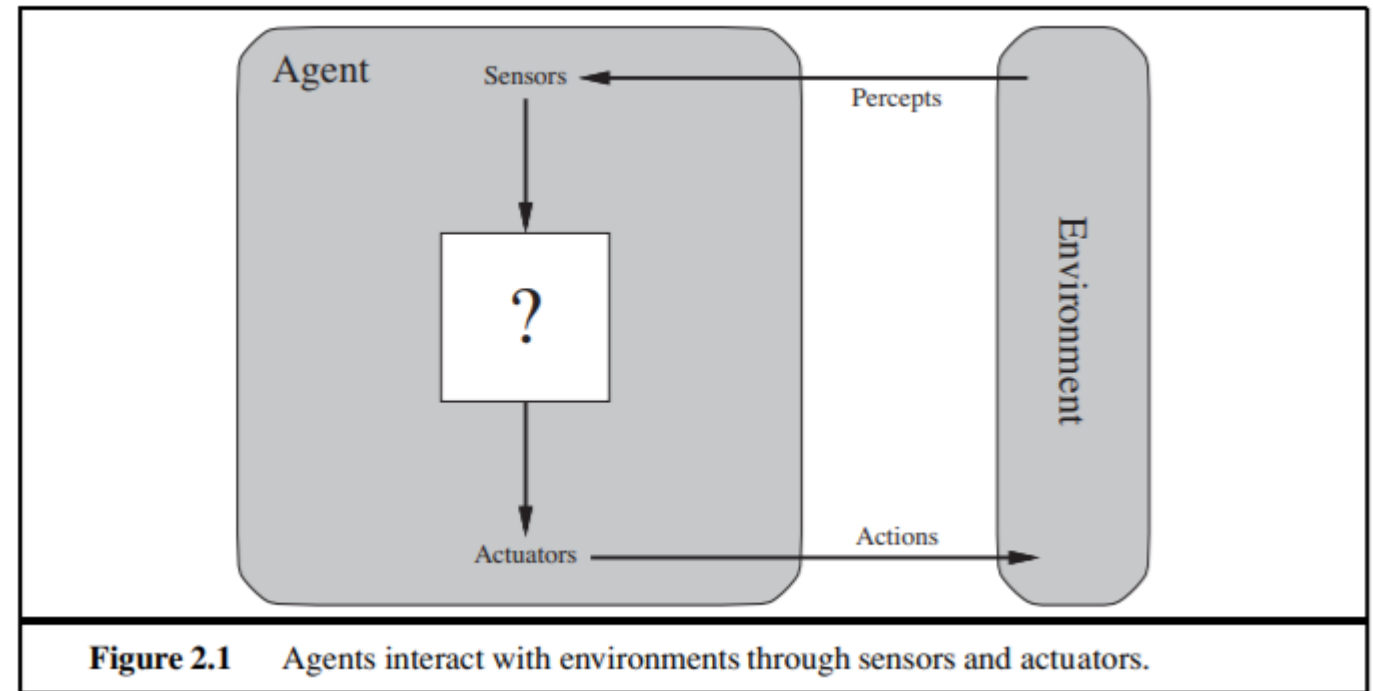 Agent
Sensors
Percepts
?
Environment
Actions
Actuators
Figure 2.1 Agents interact with environments through sensors and actuators.